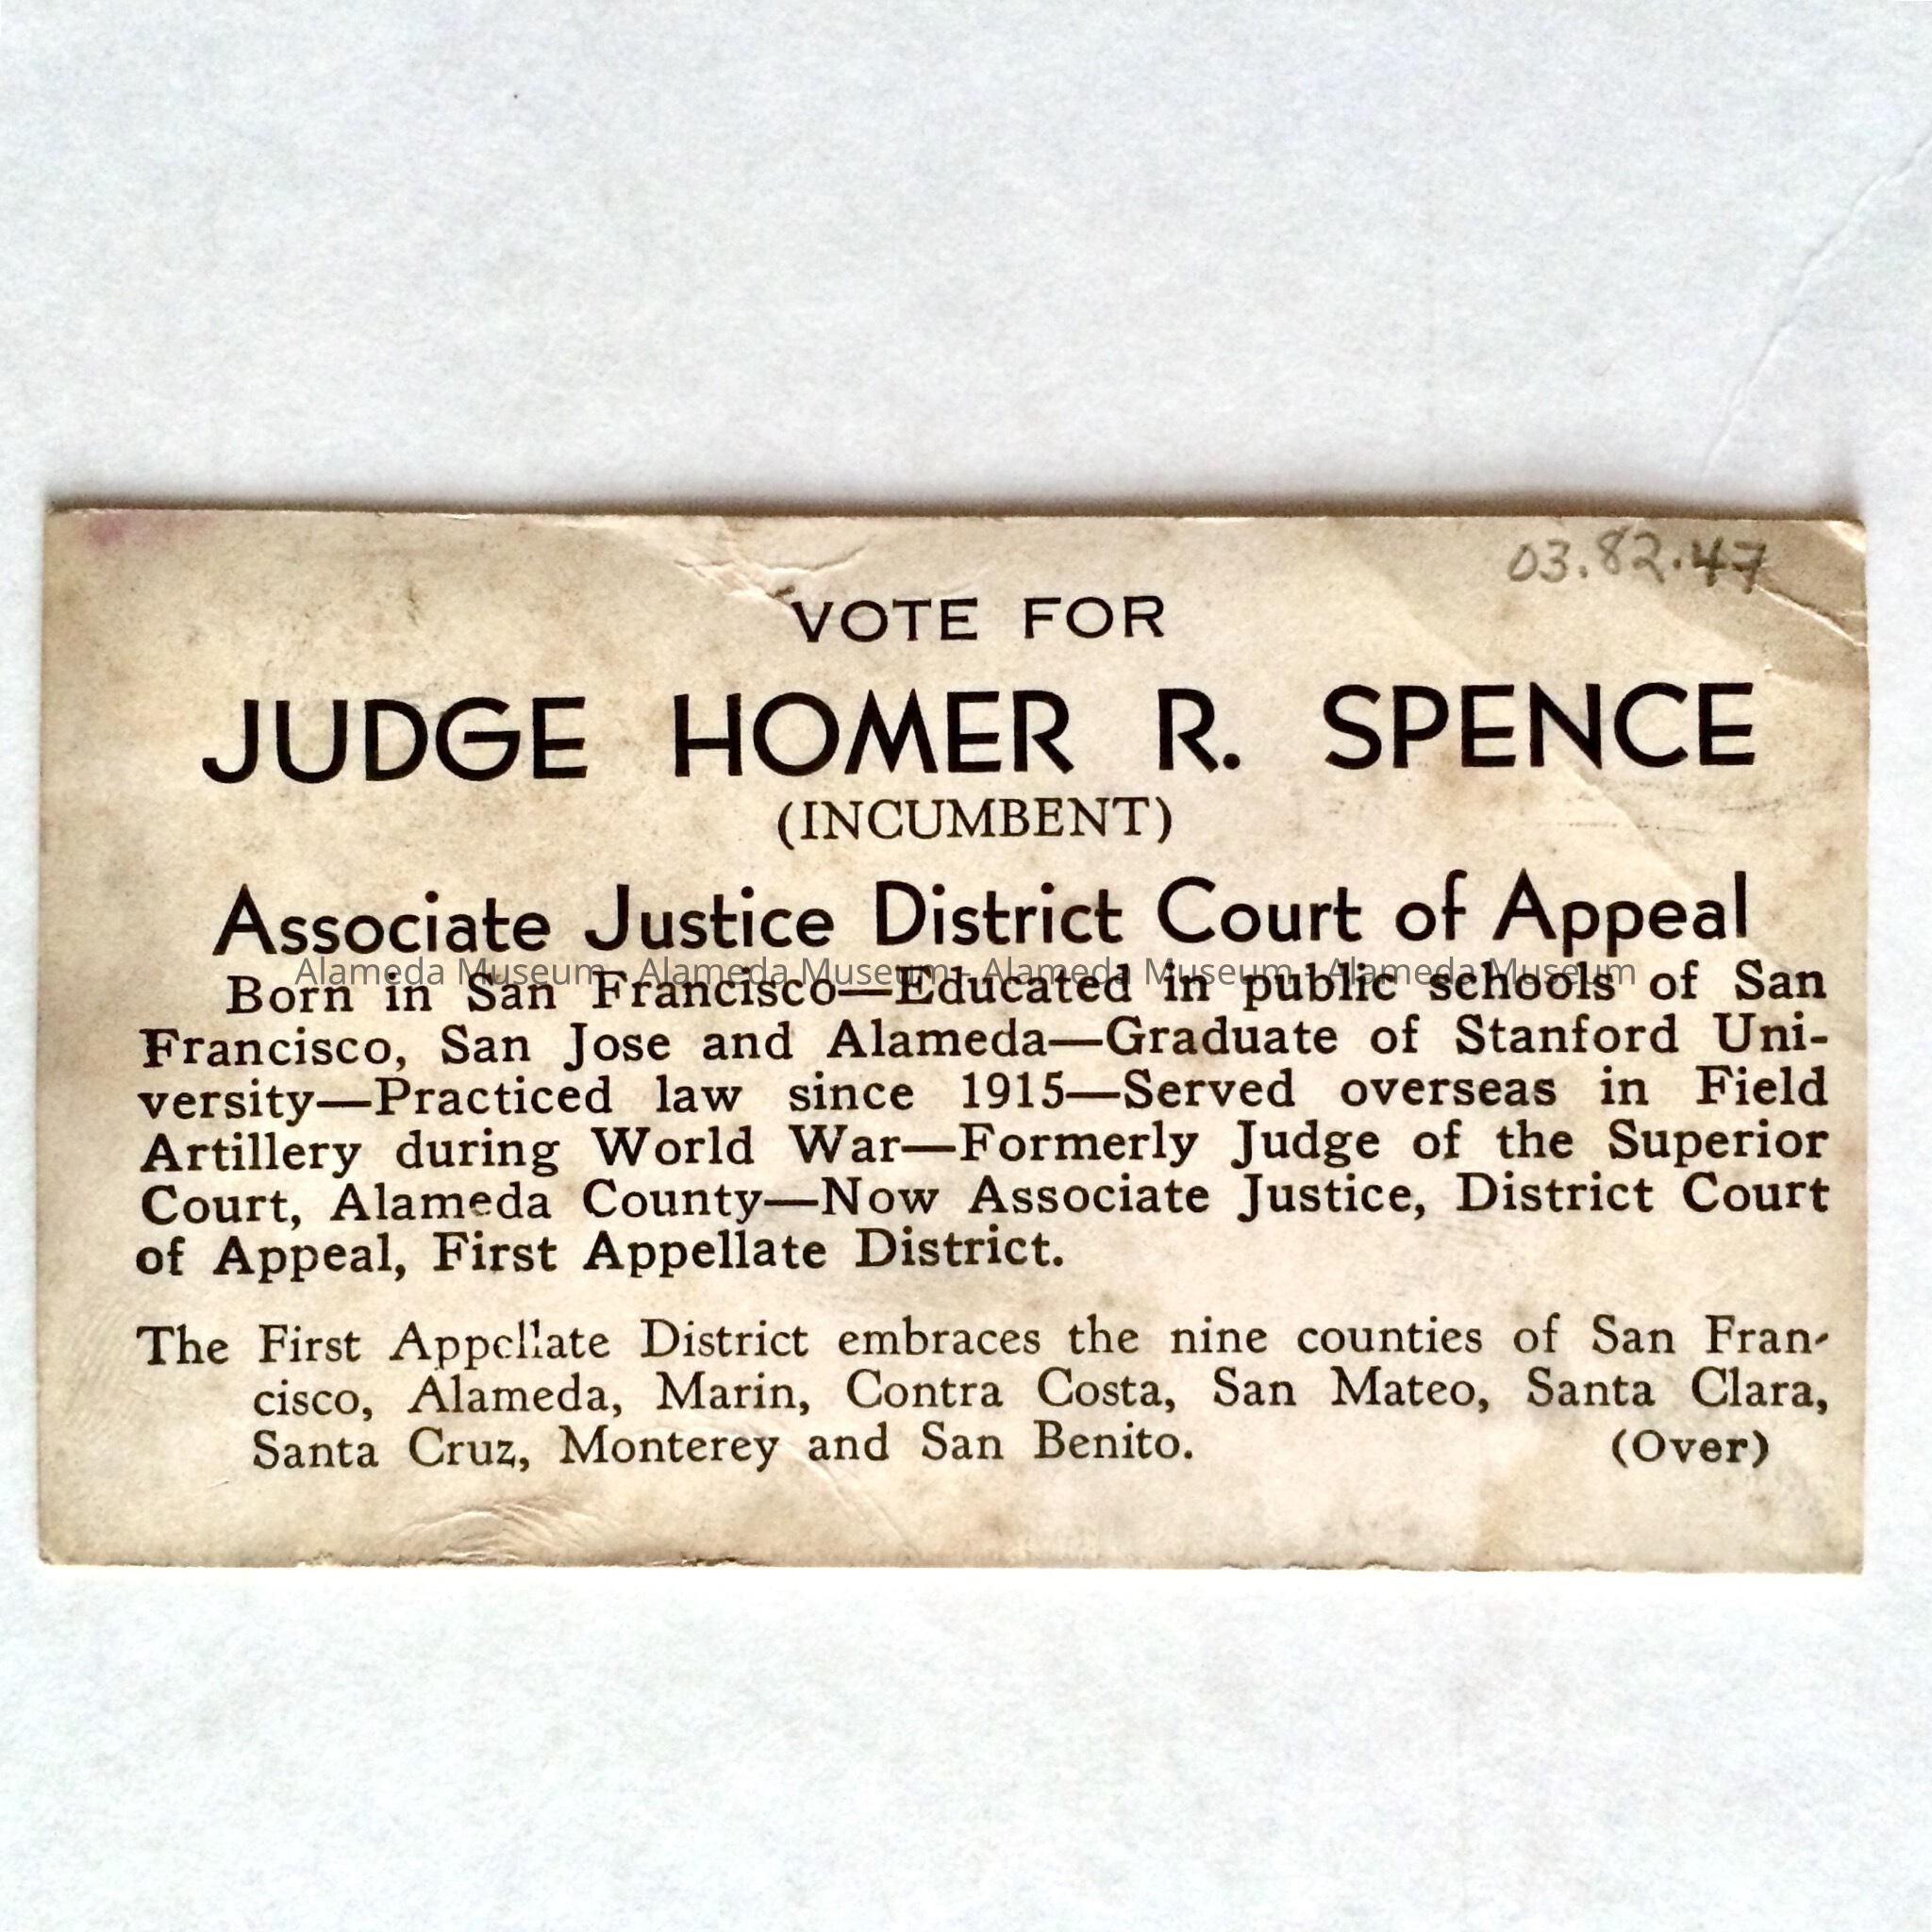 03.82.47
VOTE FOR
JUDGE HOMER R. SPENCE
(INCUMBENT)
Associate Justice District Court of Appeal
Alameda Museum - Alameda Museum - Alameda Museum - Alameda Museum
Born in San Francisco—Educated in public schools of San
Francisco, San Jose and Alameda—Graduate of Stanford Uni-
versity—Practiced law since 1915—Served overseas in Field
Artillery during World War—Formerly Judge of the Superior
Court, Alameda County—Now Associate Justice, District Court
of Appeal, First Appellate District.
The First Appellate District embraces the nine counties of San Fran-
cisco, Alameda, Marin, Contra Costa, San Mateo, Santa Clara,
Santa Cruz, Monterey and San Benito. (Over)